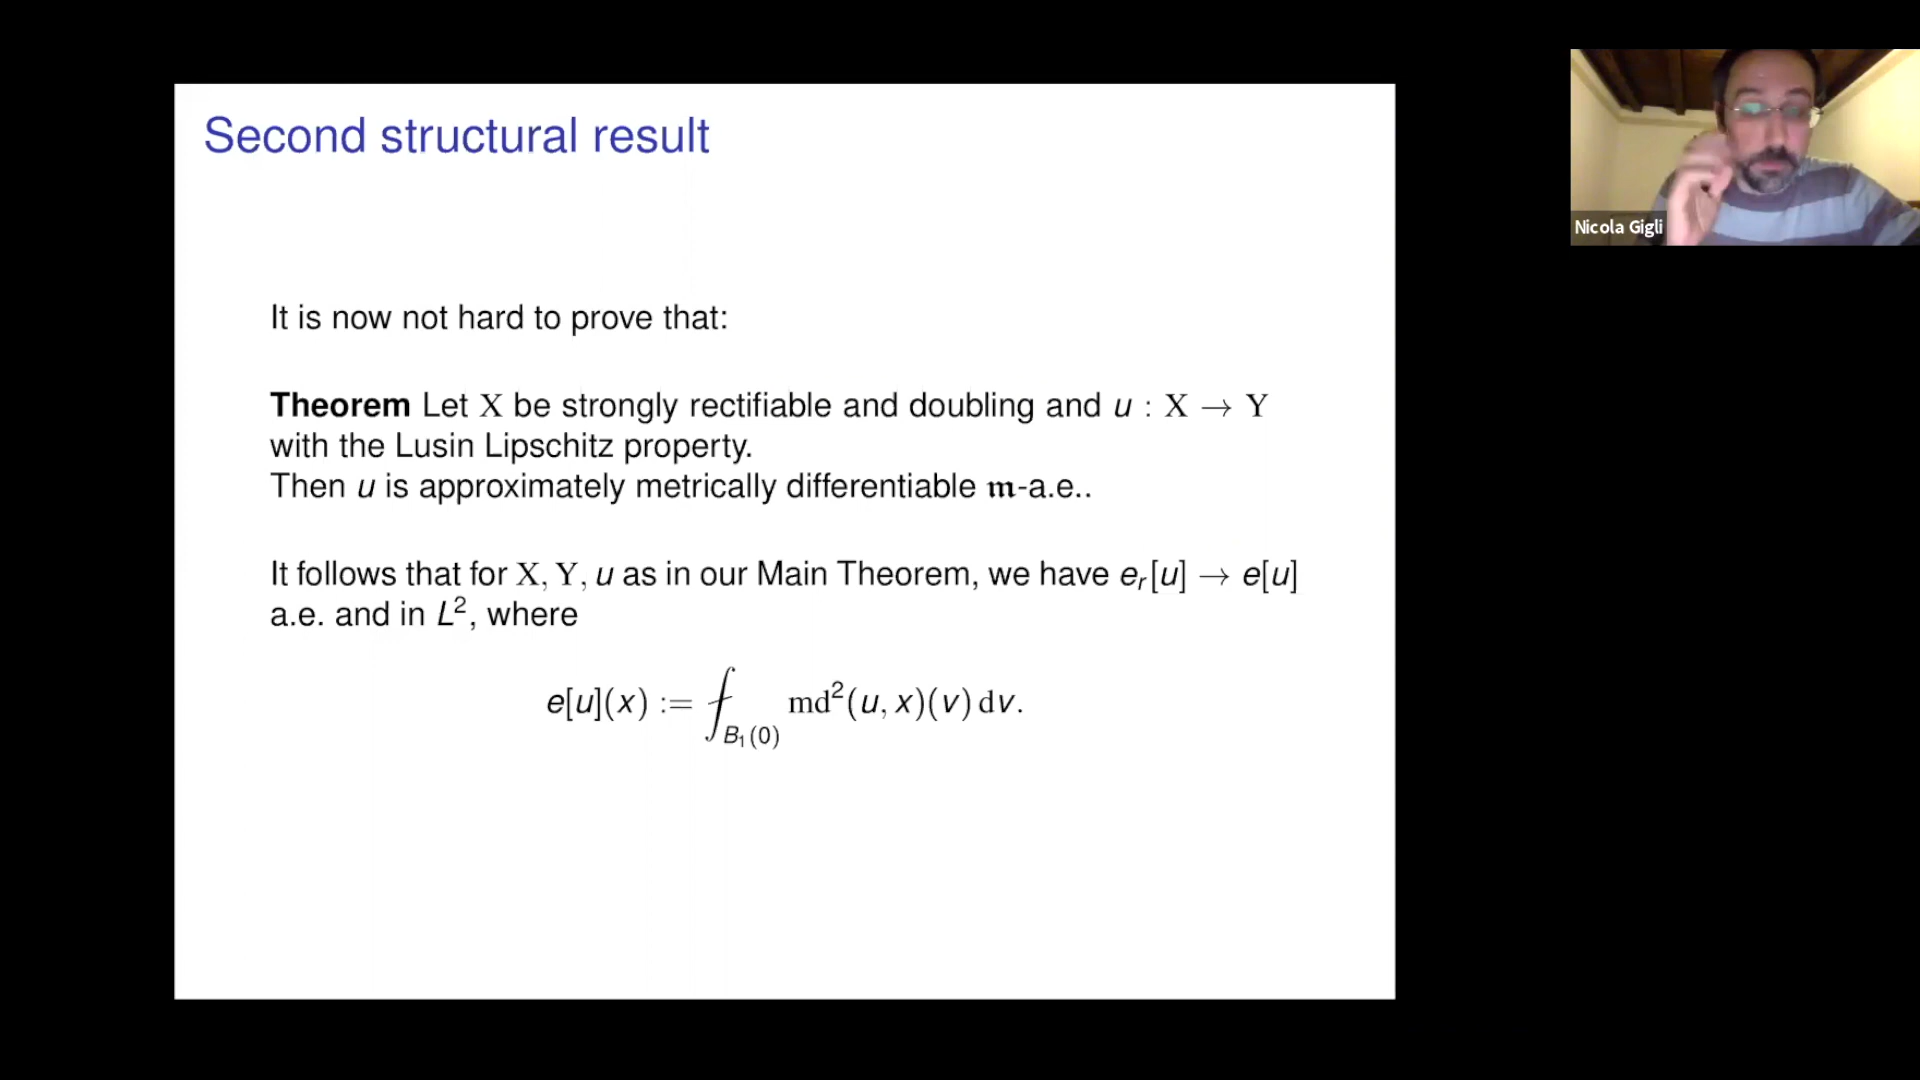 Second structural result
It is now not hard to prove that:
Theorem Let X be strongly rectifiable and doubling and u : X → Y
with the Lusin Lipschitz property.
Then u is approximately metrically differentiable 𝔪-a.e..
It follows that for X, Y, u as in our Main Theorem, we have eᵣ[u] → e[u]
a.e. and in L², where
e[u](x) := ⨍_{B₁(0)} md²(u, x)(v) dv.
Nicola Gigli